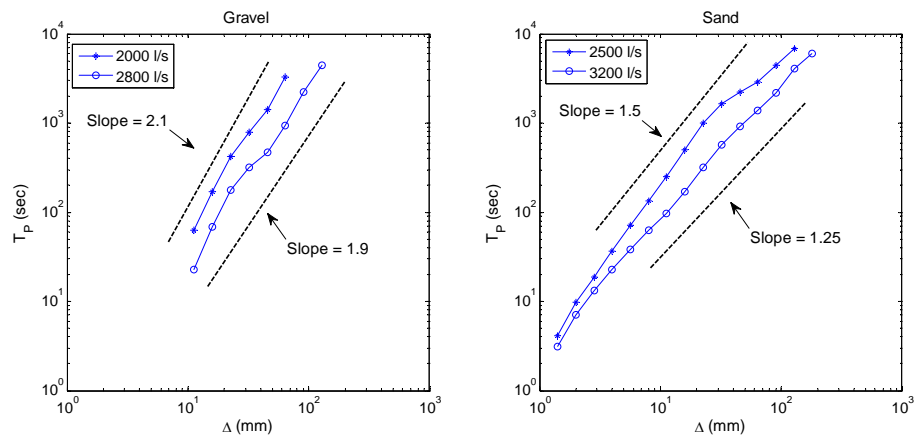 Gravel
10^4
2000 l/s
2800 l/s
10^3
Slope = 2.1
T_P (sec)
10^2
Slope = 1.9
10^1
10^0
10^0 10^1 10^2 10^3
Δ (mm)
Sand
10^4
2500 l/s
3200 l/s
10^3
Slope = 1.5
T_P (sec)
10^2
Slope = 1.25
10^1
10^0
10^0 10^1 10^2 10^3
Δ (mm)